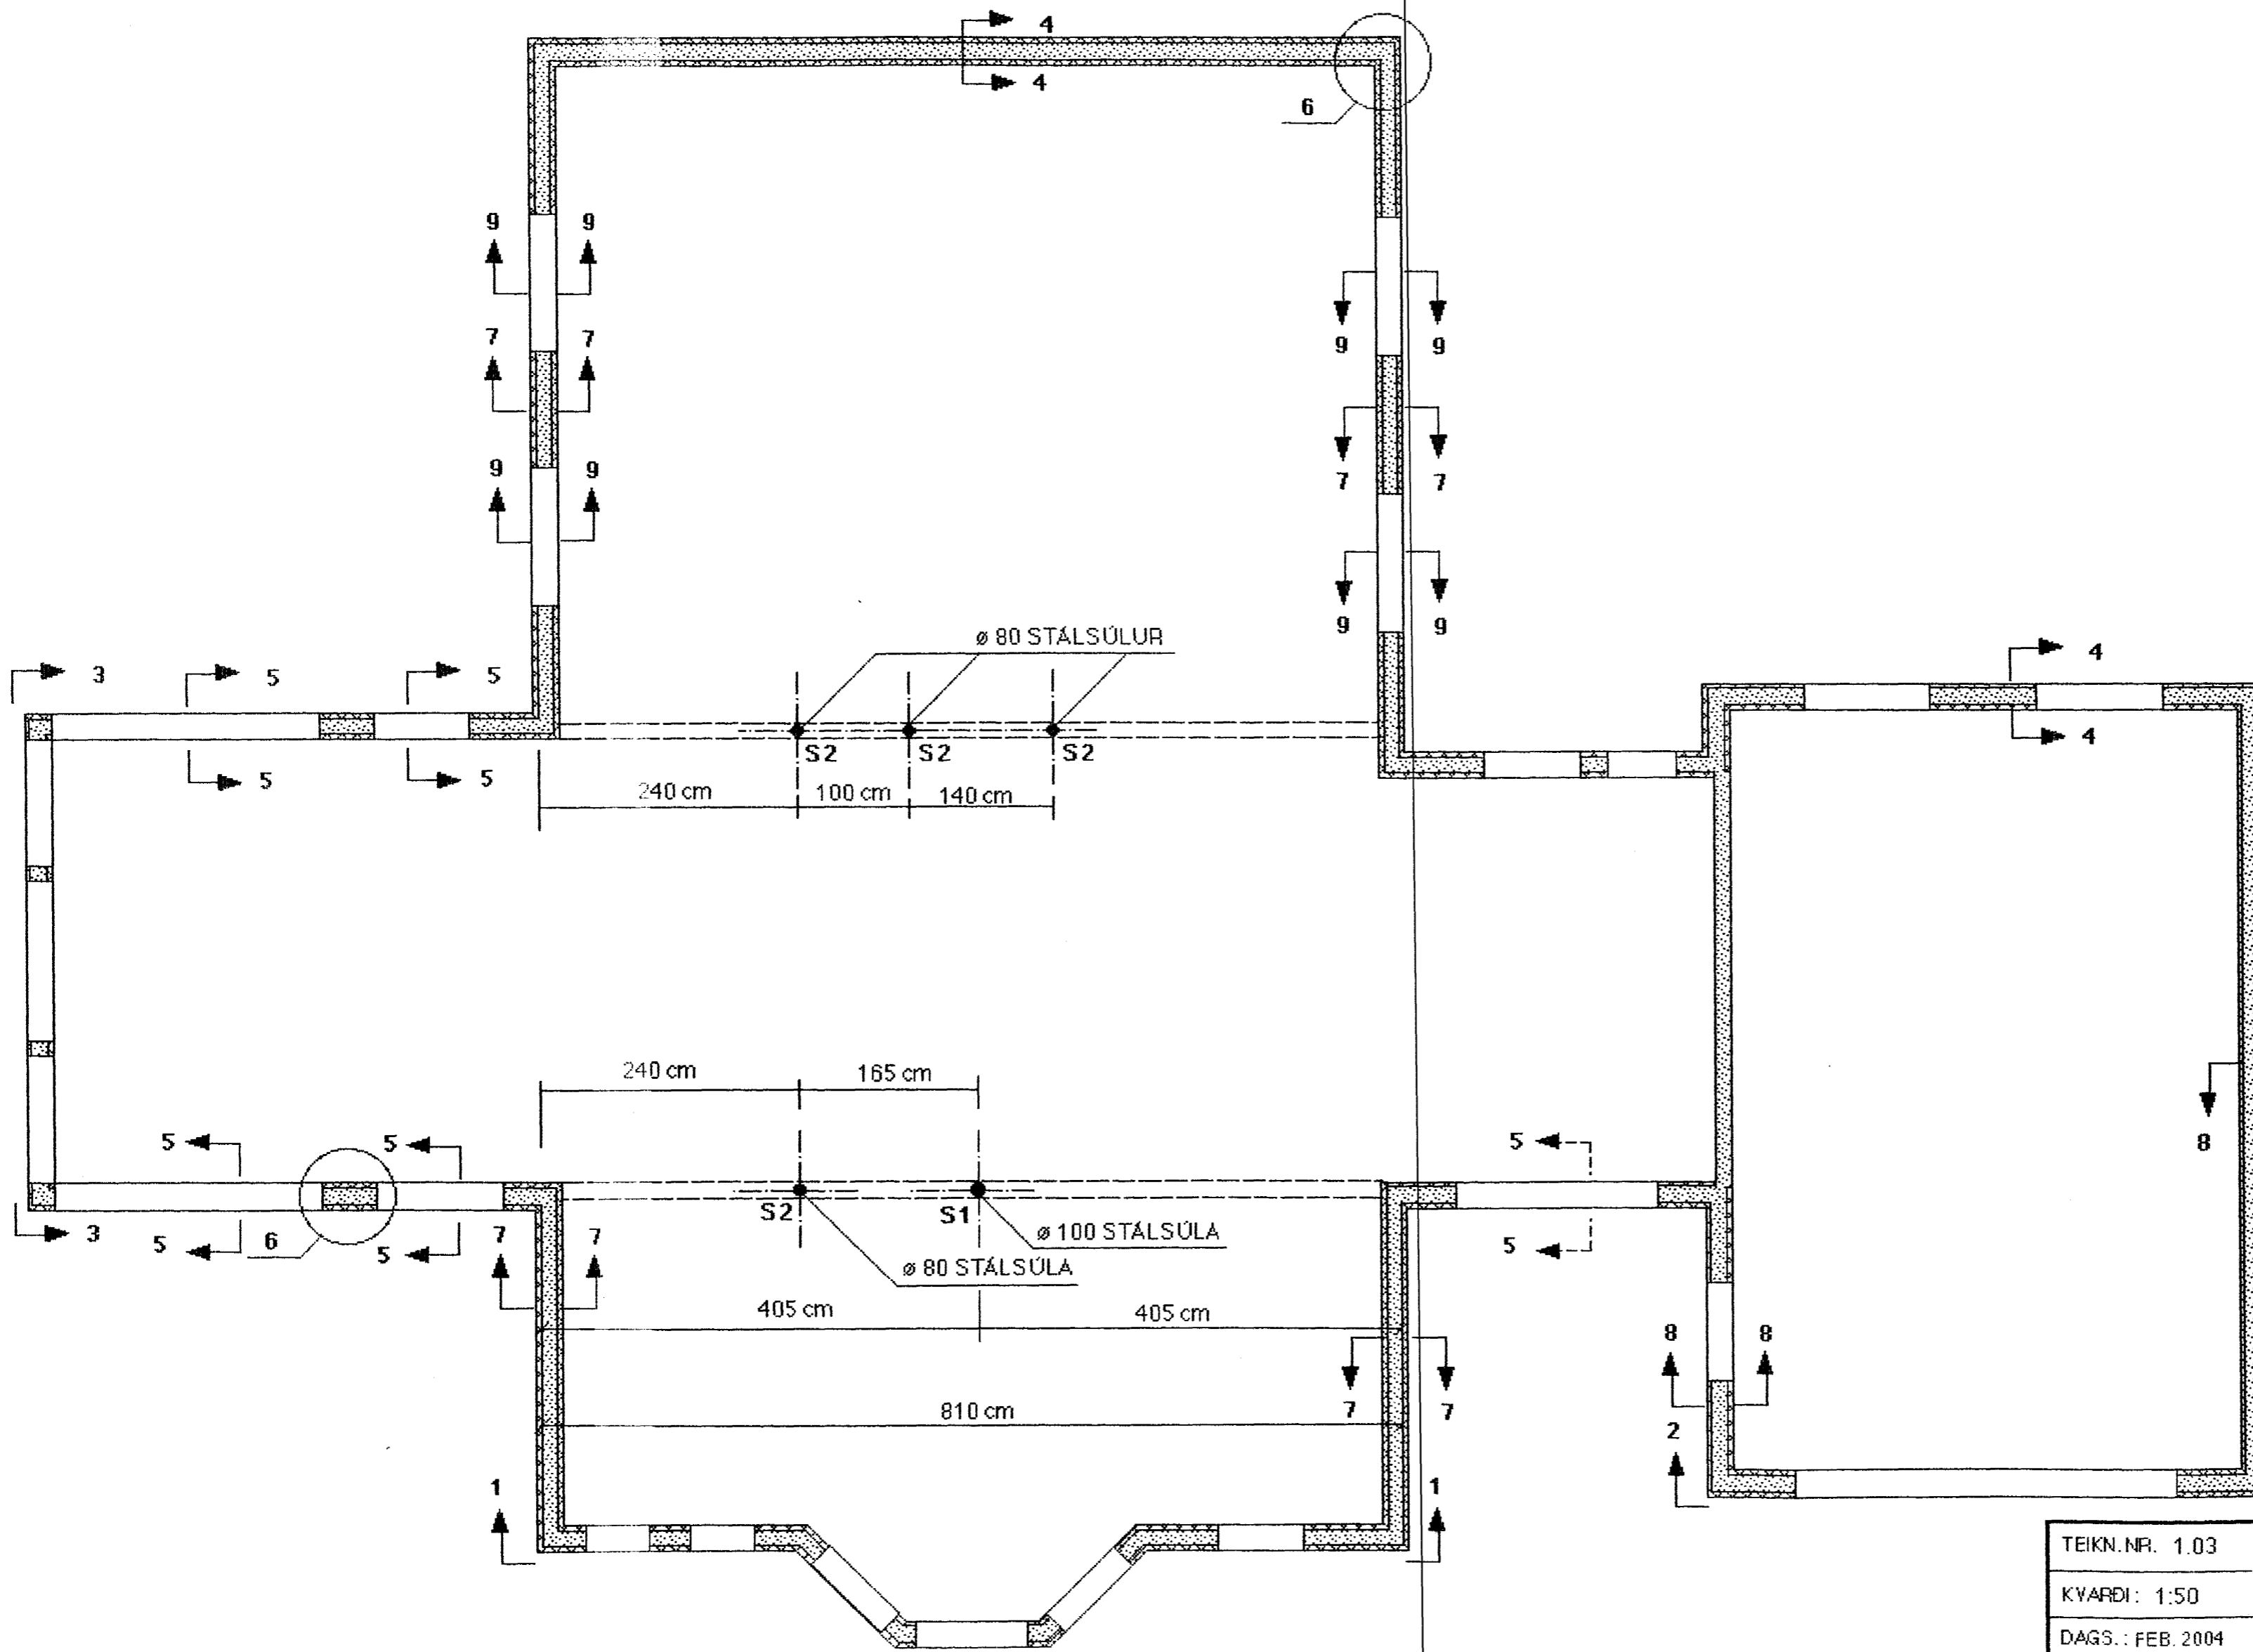 4
4
6
9 9
9 9
7 7
7 7
9 9
9 9
ø 80 STÁLSÚLUR
3 5 5
4
4
5 5
S2 S2 S2
240 cm 100 cm 140 cm
240 cm 165 cm
5 5 5
8
S2 S1
3 5 6 5 7 7
5
ø 100 STÁLSÚLA
ø 80 STÁLSÚLA
405 cm 405 cm
8 8
7 7
810 cm
2
1 1
TEIKN.NR. 1.03
KVARÐI: 1:50
DAGS.: FEB. 2004